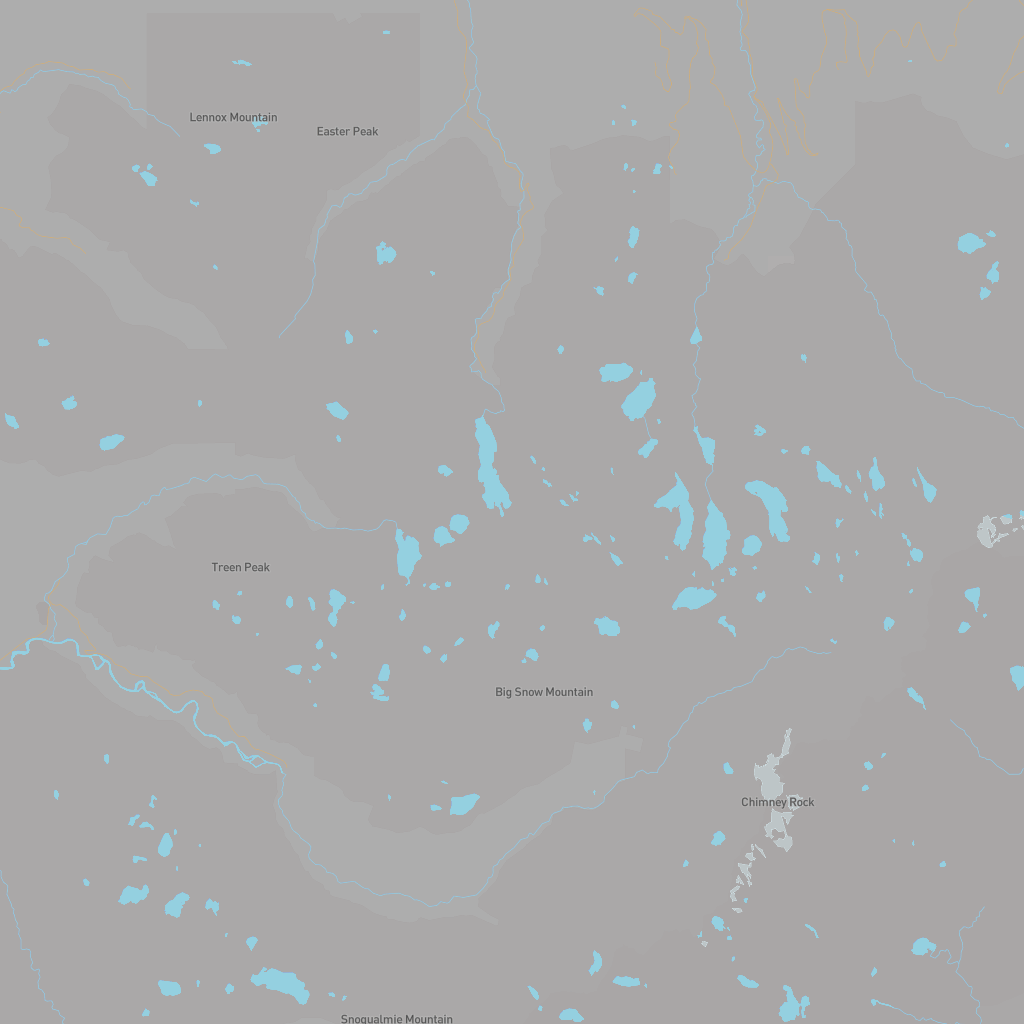 Lennox Mountain
Easter Peak
Treen Peak
Big Snow Mountain
Chimney Rock
Snoqualmie Mountain